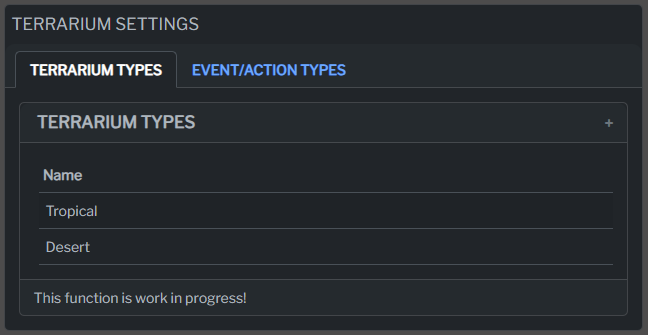 TERRARIUM SETTINGS
TERRARIUM TYPES EVENT/ACTION TYPES
TERRARIUM TYPES +
Name
Tropical
Desert
This function is work in progress!